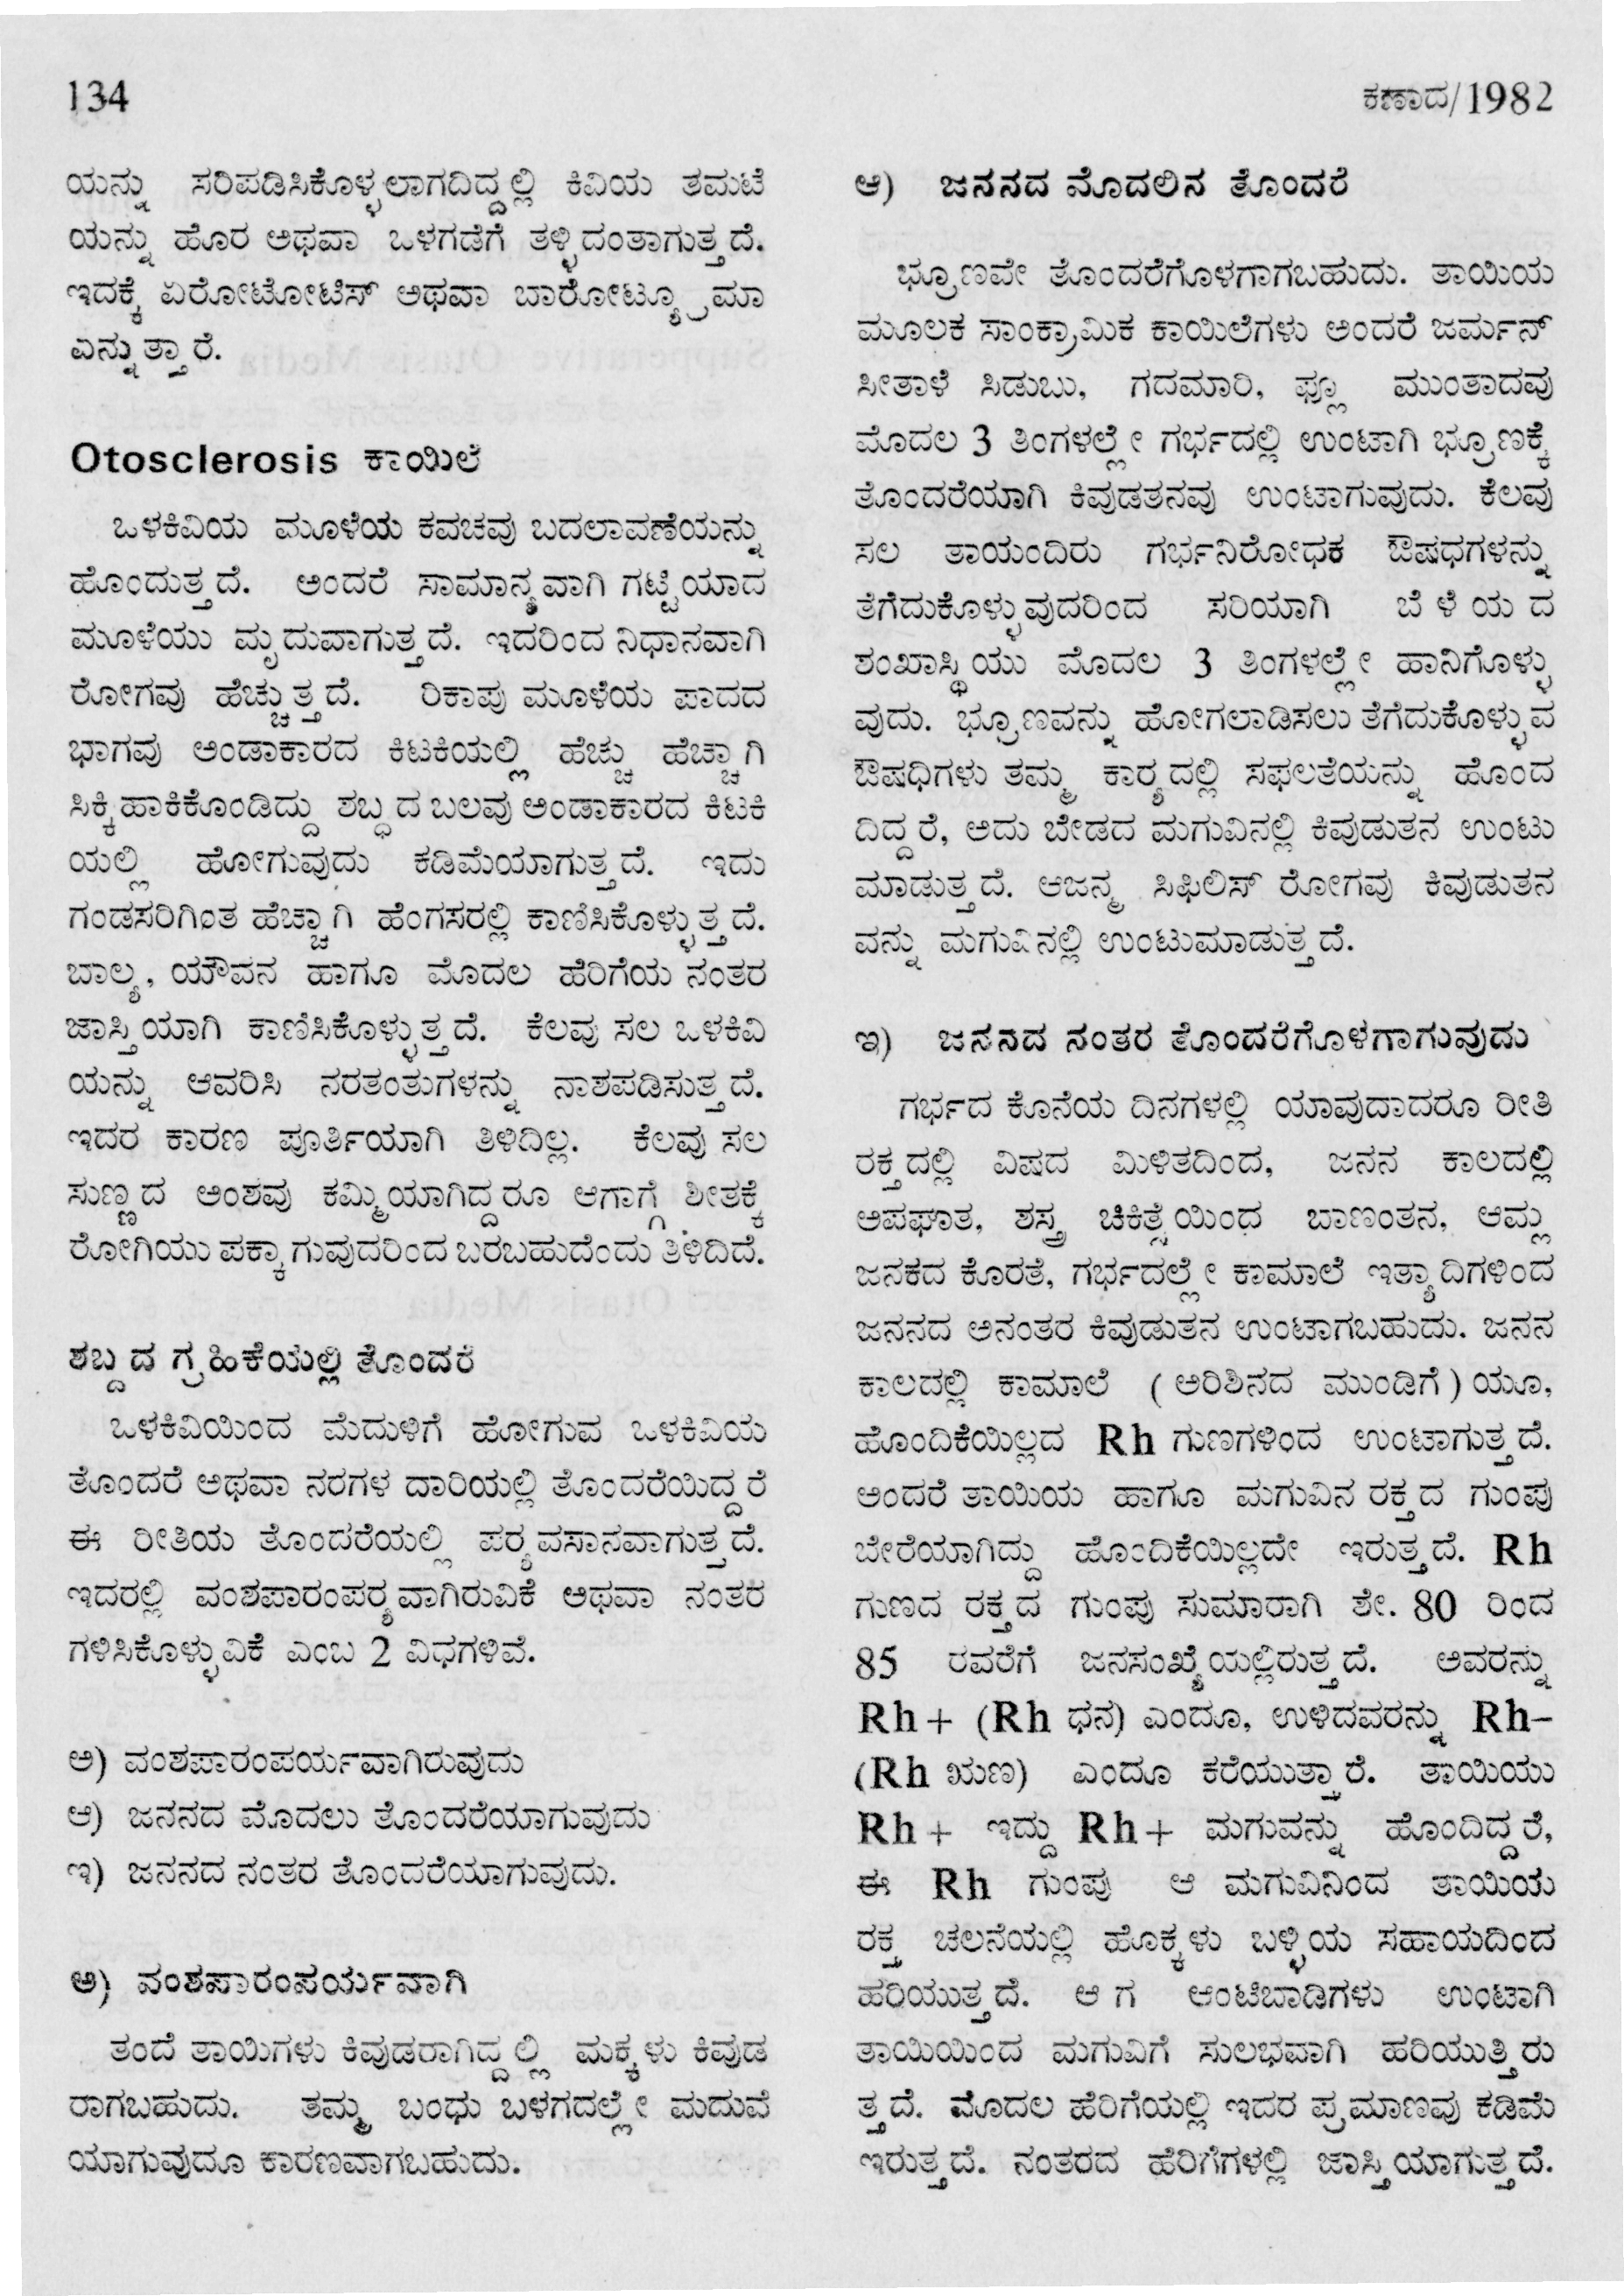 134
ಕಣಾದ/1982
ಯನ್ನು ಸರಿಪಡಿಸಿಕೊಳ್ಳಲಾಗದಿದ್ದಲ್ಲಿ ಕಿವಿಯ ತಮಟೆ
ಯನ್ನು ಹೊರ ಅಥವಾ ಒಳಗಡೆಗೆ ತಳ್ಳಿದಂತಾಗುತ್ತದೆ.
ಇದಕ್ಕೆ ಏರೋಟೋಟಿಸ್ ಅಥವಾ ಬಾರೋಟ್ಯ್ರೂಮಾ
ಎನ್ನುತ್ತಾರೆ.
Otosclerosis ಕಾಯಿಲೆ
ಒಳಕಿವಿಯ ಮೂಳೆಯ ಕವಚವು ಬದಲಾವಣೆಯನ್ನು
ಹೊಂದುತ್ತದೆ. ಅಂದರೆ ಸಾಮಾನ್ಯವಾಗಿ ಗಟ್ಟಿಯಾದ
ಮೂಳೆಯು ಮೃದುವಾಗುತ್ತದೆ. ಇದರಿಂದ ನಿಧಾನವಾಗಿ
ರೋಗವು ಹೆಚ್ಚುತ್ತದೆ. ರಿಕಾಪು ಮೂಳೆಯ ಪಾದದ
ಭಾಗವು ಅಂಡಾಕಾರದ ಕಿಟಕಿಯಲ್ಲಿ ಹೆಚ್ಚು ಹೆಚ್ಚಾಗಿ
ಸಿಕ್ಕಿಹಾಕಿಕೊಂಡಿದ್ದು ಶಬ್ಧದ ಬಲವು ಅಂಡಾಕಾರದ ಕಿಟಕಿ
ಯಲ್ಲಿ ಹೋಗುವುದು ಕಡಿಮೆಯಾಗುತ್ತದೆ. ಇದು
ಗಂಡಸರಿಗಿಂತ ಹೆಚ್ಚಾಗಿ ಹೆಂಗಸರಲ್ಲಿ ಕಾಣಿಸಿಕೊಳ್ಳುತ್ತದೆ.
ಬಾಲ್ಯ, ಯೌವನ ಹಾಗೂ ಮೊದಲ ಹೆರಿಗೆಯ ನಂತರ
ಜಾಸ್ತಿಯಾಗಿ ಕಾಣಿಸಿಕೊಳ್ಳುತ್ತದೆ. ಕೆಲವು ಸಲ ಒಳಕಿವಿ
ಯನ್ನು ಆವರಿಸಿ ನರತಂತುಗಳನ್ನು ನಾಶಪಡಿಸುತ್ತದೆ.
ಇದರ ಕಾರಣ ಪೂರ್ತಿಯಾಗಿ ತಿಳಿದಿಲ್ಲ. ಕೆಲವು ಸಲ
ಸುಣ್ಣದ ಅಂಶವು ಕಮ್ಮಿಯಾಗಿದ್ದರೂ ಆಗಾಗ್ಗೆ ಶೀತಕ್ಕೆ
ರೋಗಿಯು ಪಕ್ಕಾಗುವುದರಿಂದ ಬರಬಹುದೆಂದು ತಿಳಿದಿದೆ.
ಶಬ್ದದ ಗ್ರಹಿಕೆಯಲ್ಲಿ ತೊಂದರೆ
ಒಳಕಿವಿಯಿಂದ ಮೆದುಳಿಗೆ ಹೋಗುವ ಒಳಕಿವಿಯ
ತೊಂದರೆ ಅಥವಾ ನರಗಳ ದಾರಿಯಲ್ಲಿ ತೊಂದರೆಯಿದ್ದರೆ
ಈ ರೀತಿಯ ತೊಂದರೆಯಲ್ಲಿ ಪರ‍್ಯವಸಾನವಾಗುತ್ತದೆ.
ಇದರಲ್ಲಿ ವಂಶಪಾರಂಪರ‍್ಯವಾಗಿರುವಿಕೆ ಅಥವಾ ನಂತರ
ಗಳಿಸಿಕೊಳ್ಳುವಿಕೆ ಎಂಬ 2 ವಿಧಗಳಿವೆ.
ಅ) ವಂಶಪಾರಂಪರ್ಯವಾಗಿರುವುದು
ಆ) ಜನನದ ಮೊದಲು ತೊಂದರೆಯಾಗುವುದು
ಇ) ಜನನದ ನಂತರ ತೊಂದರೆಯಾಗುವುದು.
ಅ) ವಂಶಪಾರಂಪರ್ಯವಾಗಿ
ತಂದೆ ತಾಯಿಗಳು ಕಿವುಡರಾಗಿದ್ದಲ್ಲಿ ಮಕ್ಕಳು ಕಿವುಡ
ರಾಗಬಹುದು. ತಮ್ಮ ಬಂಧು ಬಳಗದಲ್ಲೇ ಮದುವೆ
ಯಾಗುವುದೂ ಕಾರಣವಾಗಬಹುದು.
ಆ) ಜನನದ ಮೊದಲಿನ ತೊಂದರೆ
ಭ್ರೂಣವೇ ತೊಂದರೆಗೊಳಗಾಗಬಹುದು. ತಾಯಿಯ
ಮೂಲಕ ಸಾಂಕ್ರಾಮಿಕ ಕಾಯಿಲೆಗಳು ಅಂದರೆ ಜರ್ಮನ್
ಸೀತಾಳೆ ಸಿಡುಬು, ಗದಮಾರಿ, ಫ್ಲೂ ಮುಂತಾದವು
ಮೊದಲ 3 ತಿಂಗಳಲ್ಲೇ ಗರ್ಭದಲ್ಲಿ ಉಂಟಾಗಿ ಭ್ರೂಣಕ್ಕೆ
ತೊಂದರೆಯಾಗಿ ಕಿವುಡತನವು ಉಂಟಾಗುವುದು. ಕೆಲವು
ಸಲ ತಾಯಂದಿರು ಗರ್ಭನಿರೋಧಕ ಔಷಧಗಳನ್ನು
ತೆಗೆದುಕೊಳ್ಳುವುದರಿಂದ ಸರಿಯಾಗಿ ಬೆ ಳೆ ಯ ದ
ಶಂಖಾಸ್ಥಿಯು ಮೊದಲ 3 ತಿಂಗಳಲ್ಲೇ ಹಾನಿಗೊಳ್ಳು
ವುದು. ಭ್ರೂಣವನ್ನು ಹೋಗಲಾಡಿಸಲು ತೆಗೆದುಕೊಳ್ಳುವ
ಔಷಧಿಗಳು ತಮ್ಮ ಕಾರ‍್ಯದಲ್ಲಿ ಸಫಲತೆಯನ್ನು ಹೊಂದ
ದಿದ್ದರೆ, ಅದು ಬೇಡದ ಮಗುವಿನಲ್ಲಿ ಕಿವುಡುತನ ಉಂಟು
ಮಾಡುತ್ತದೆ. ಆಜನ್ಮ ಸಿಫಿಲಿಸ್ ರೋಗವು ಕಿವುಡುತನ
ವನ್ನು ಮಗುವಿನಲ್ಲಿ ಉಂಟುಮಾಡುತ್ತದೆ.
ಇ) ಜನನದ ನಂತರ ತೊಂದರೆಗೊಳಗಾಗುವುದು
ಗರ್ಭದ ಕೊನೆಯ ದಿನಗಳಲ್ಲಿ ಯಾವುದಾದರೂ ರೀತಿ
ರಕ್ತದಲ್ಲಿ ವಿಷದ ಮಿಳಿತದಿಂದ, ಜನನ ಕಾಲದಲ್ಲಿ
ಅಪಘಾತ, ಶಸ್ತ್ರ ಚಿಕಿತ್ಸೆಯಿಂದ ಬಾಣಂತನ, ಆಮ್ಲ
ಜನಕದ ಕೊರತೆ, ಗರ್ಭದಲ್ಲೇ ಕಾಮಾಲೆ ಇತ್ಯಾದಿಗಳಿಂದ
ಜನನದ ಅನಂತರ ಕಿವುಡುತನ ಉಂಟಾಗಬಹುದು. ಜನನ
ಕಾಲದಲ್ಲಿ ಕಾಮಾಲೆ ( ಅರಿಶಿನದ ಮುಂಡಿಗೆ ) ಯೂ,
ಹೊಂದಿಕೆಯಿಲ್ಲದ Rh ಗುಣಗಳಿಂದ ಉಂಟಾಗುತ್ತದೆ.
ಅಂದರೆ ತಾಯಿಯ ಹಾಗೂ ಮಗುವಿನ ರಕ್ತದ ಗುಂಪು
ಬೇರೆಯಾಗಿದ್ದು ಹೊಂದಿಕೆಯಿಲ್ಲದೇ ಇರುತ್ತದೆ. Rh
ಗುಣದ ರಕ್ತದ ಗುಂಪು ಸುಮಾರಾಗಿ ಶೇ. 80 ರಿಂದ
85 ರವರೆಗೆ ಜನಸಂಖ್ಯೆಯಲ್ಲಿರುತ್ತದೆ. ಅವರನ್ನು
Rh+ (Rh ಧನ) ಎಂದೂ, ಉಳಿದವರನ್ನು Rh–
(Rh ಋಣ) ಎಂದೂ ಕರೆಯುತ್ತಾರೆ. ತಾಯಿಯು
Rh+ ಇದ್ದು Rh+ ಮಗುವನ್ನು ಹೊಂದಿದ್ದರೆ,
ಈ Rh ಗುಂಪು ಆ ಮಗುವಿನಿಂದ ತಾಯಿಯ
ರಕ್ತ ಚಲನೆಯಲ್ಲಿ ಹೊಕ್ಕಳು ಬಳ್ಳಿಯ ಸಹಾಯದಿಂದ
ಹರಿಯುತ್ತದೆ. ಆ ಗ ಆಂಟಿಬಾಡಿಗಳು ಉಂಟಾಗಿ
ತಾಯಿಯಿಂದ ಮಗುವಿಗೆ ಸುಲಭವಾಗಿ ಹರಿಯುತ್ತಿರು
ತ್ತದೆ. ಮೊದಲ ಹೆರಿಗೆಯಲ್ಲಿ ಇದರ ಪ್ರಮಾಣವು ಕಡಿಮೆ
ಇರುತ್ತದೆ. ನಂತರದ ಹೆರಿಗೆಗಳಲ್ಲಿ ಜಾಸ್ತಿಯಾಗುತ್ತದೆ.